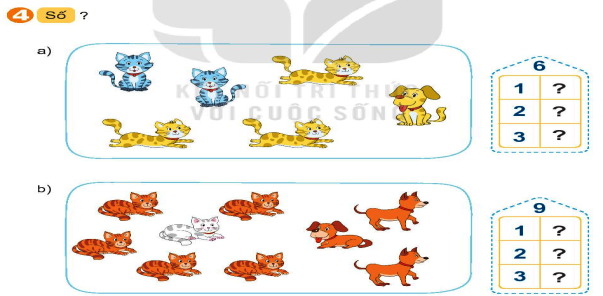 4 Số ?
a)
KẾT NỐI TRI THỨC
VỚI CUỘC SỐNG
6
1 ?
2 ?
3 ?
b)
9
1 ?
2 ?
3 ?